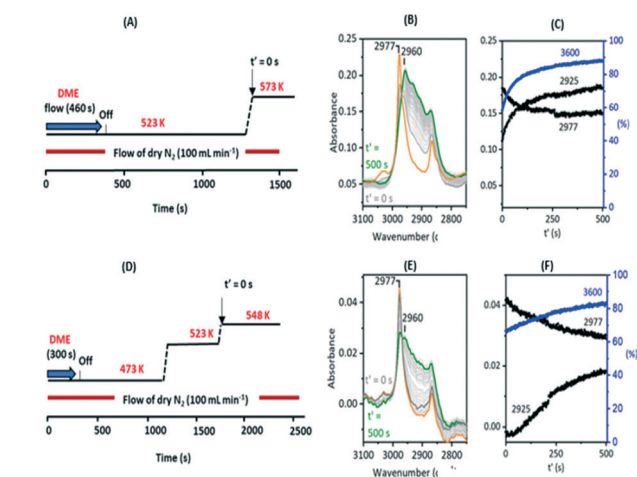 (A)
t' = 0 s
573 K
DME
flow (460 s)
Off
523 K
Flow of dry N₂ (100 mL min⁻¹)
0 500 1000 1500
Time (s)
(B)
2977
2960
0.25
0.20
0.15
0.10
0.05
Absorbance
t' =
500 s
t' = 0 s
3100 3000 2900 2800
Wavenumber (c
(C)
0.25
0.20
0.15
0.10
0.05
0.00
3600
2925
2977
100
80
60
40
20
0
(%)
0 250 500
t' (s)
(D)
t' = 0 s
548 K
523 K
DME
(300 s)
Off
473 K
Flow of dry N₂ (100 mL min⁻¹)
0 500 1000 1500 2000 2500
Time (s)
(E)
2977
2960
0.04
0.02
0.00
Absorbance
t' = 0 s
t' =
500 s
3100 3000 2900 2800
Wavenumber (c
(F)
0.04
0.02
0.00
3600
2977
2925
100
80
60
40
20
0
(%)
0 250 500
t' (s)